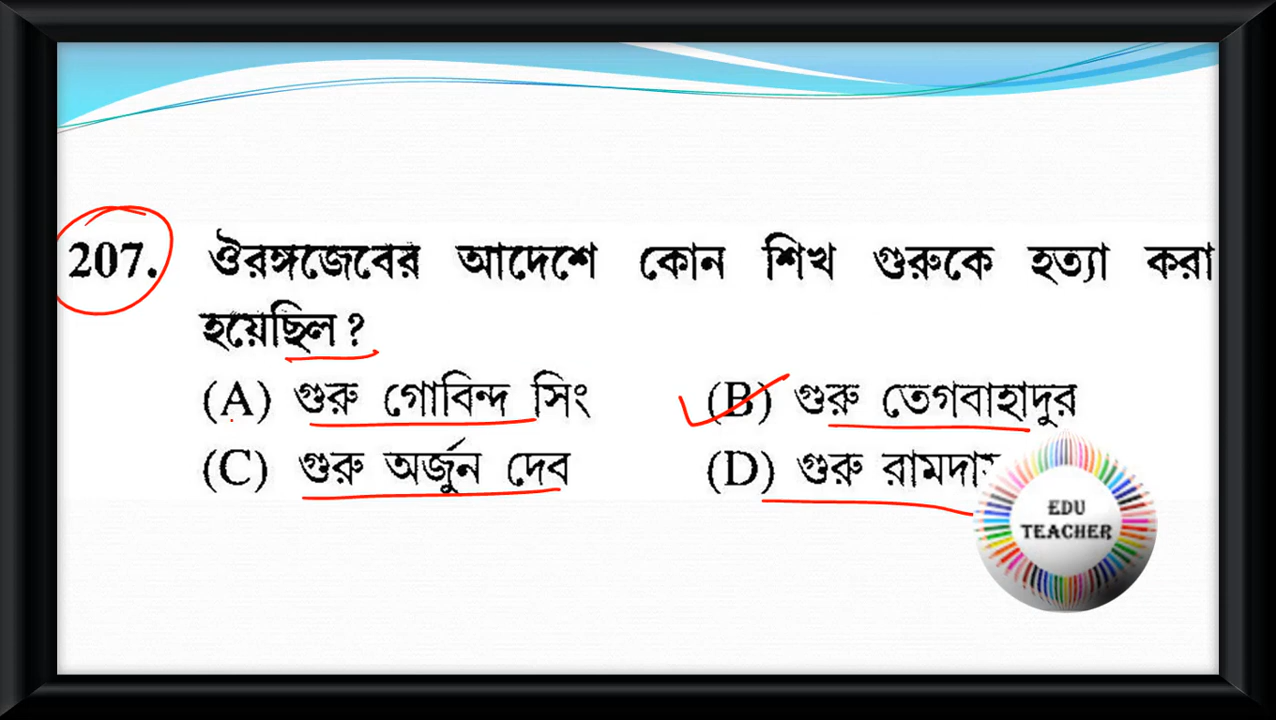 207. ঔরঙ্গজেবের আদেশে কোন শিখ গুরুকে হত্যা করা
হয়েছিল ?
(A) গুরু গোবিন্দ সিং (B) গুরু তেগবাহাদুর
(C) গুরু অর্জুন দেব (D) গুরু
EDU
TEACHER